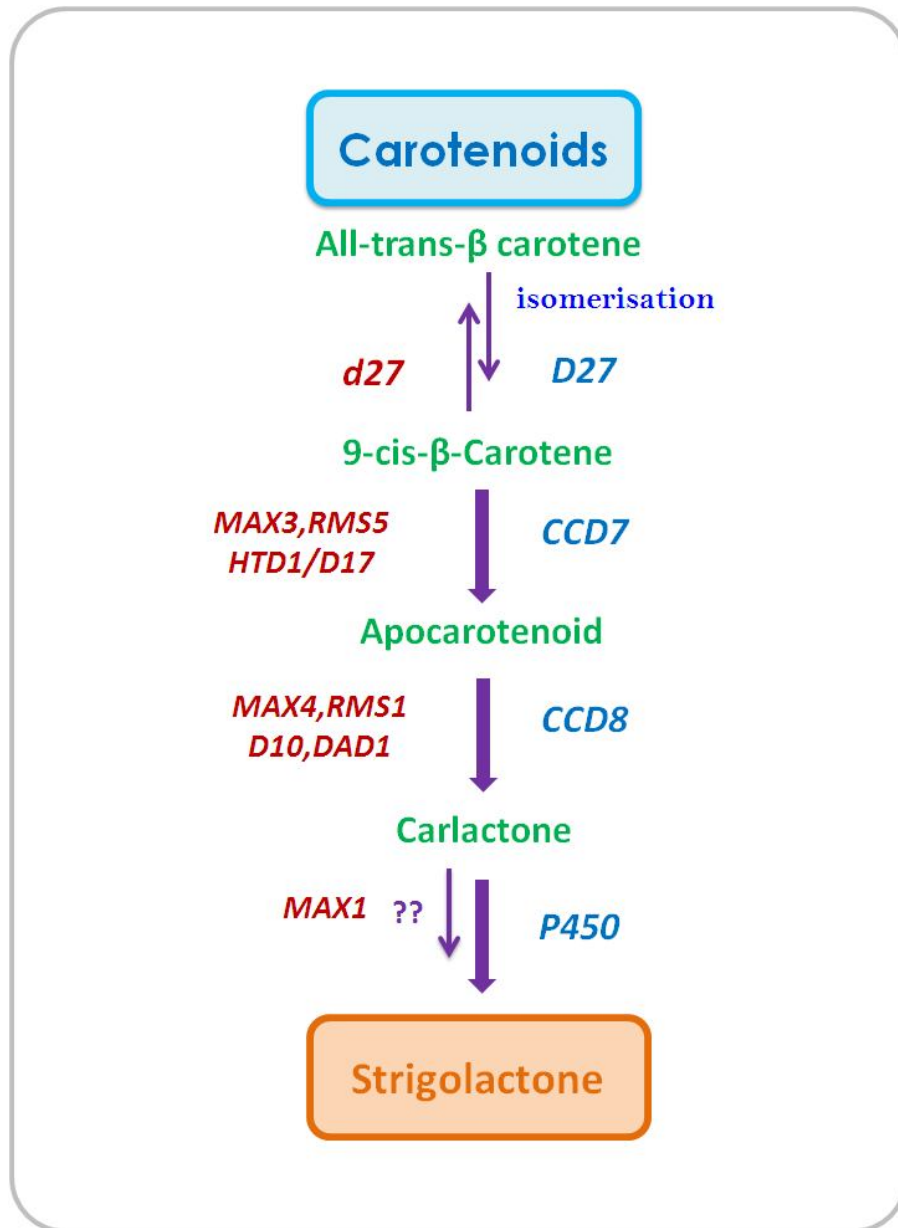 Carotenoids
All-trans-β carotene
isomerisation
d27
D27
9-cis-β-Carotene
MAX3,RMS5
HTD1/D17
CCD7
Apocarotenoid
MAX4,RMS1
D10,DAD1
CCD8
Carlactone
MAX1 ??
P450
Strigolactone